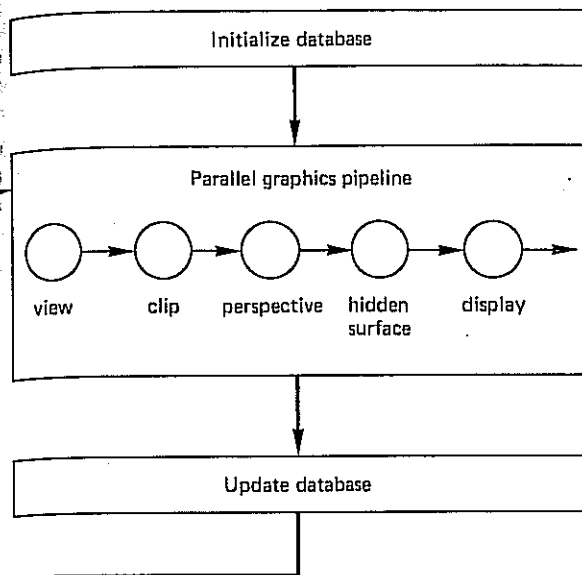 Initialize database
Parallel graphics pipeline
view clip perspective hidden surface display
Update database